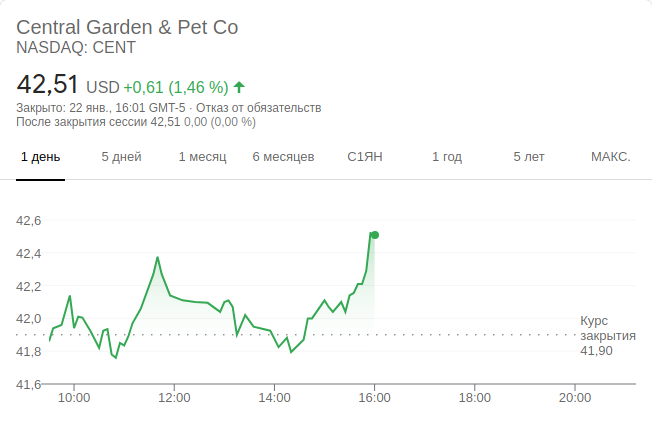 Central Garden & Pet Co
NASDAQ: CENT
42,51 USD +0,61 (1,46 %)
Закрыто: 22 янв., 16:01 GMT-5 · Отказ от обязательств
После закрытия сессии 42,51 0,00 (0,00 %)
1 день 5 дней 1 месяц 6 месяцев С1ЯН 1 год 5 лет МАКС.
42,6
42,4
42,2
42,0
41,8
41,6
Курс
закрытия
41,90
10:00 12:00 14:00 16:00 18:00 20:00